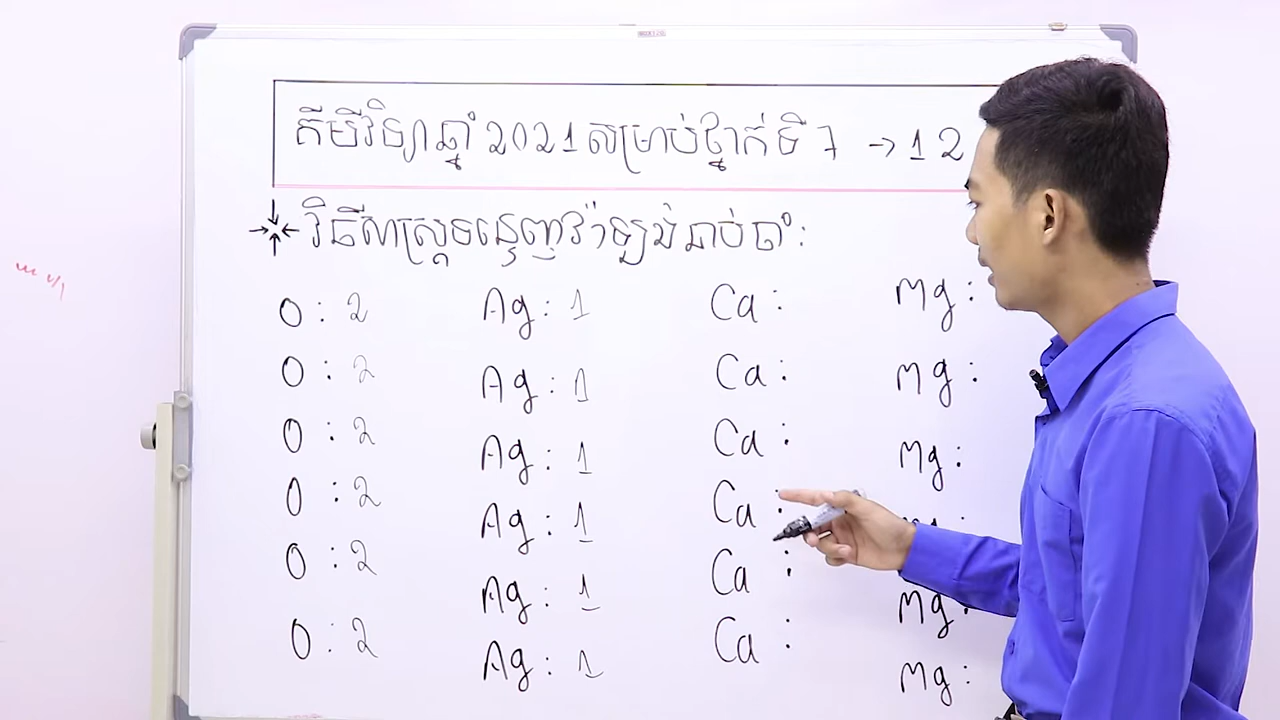 គីមីវិទ្យាឆ្នាំ 2021 សម្រាប់ថ្នាក់ទី 7 → 12
វិធីសាស្ត្រទន្ទេញវ៉ាឡង់ឆាប់ចាំ :
O : 2 Ag : 1 Ca : Mg :
O : 2 Ag : 1 Ca : Mg :
O : 2 Ag : 1 Ca : Mg :
O : 2 Ag : 1 Ca :
O : 2 Ag : 1 Ca : Mg :
O : 2 Ag : 1 Ca : Mg :